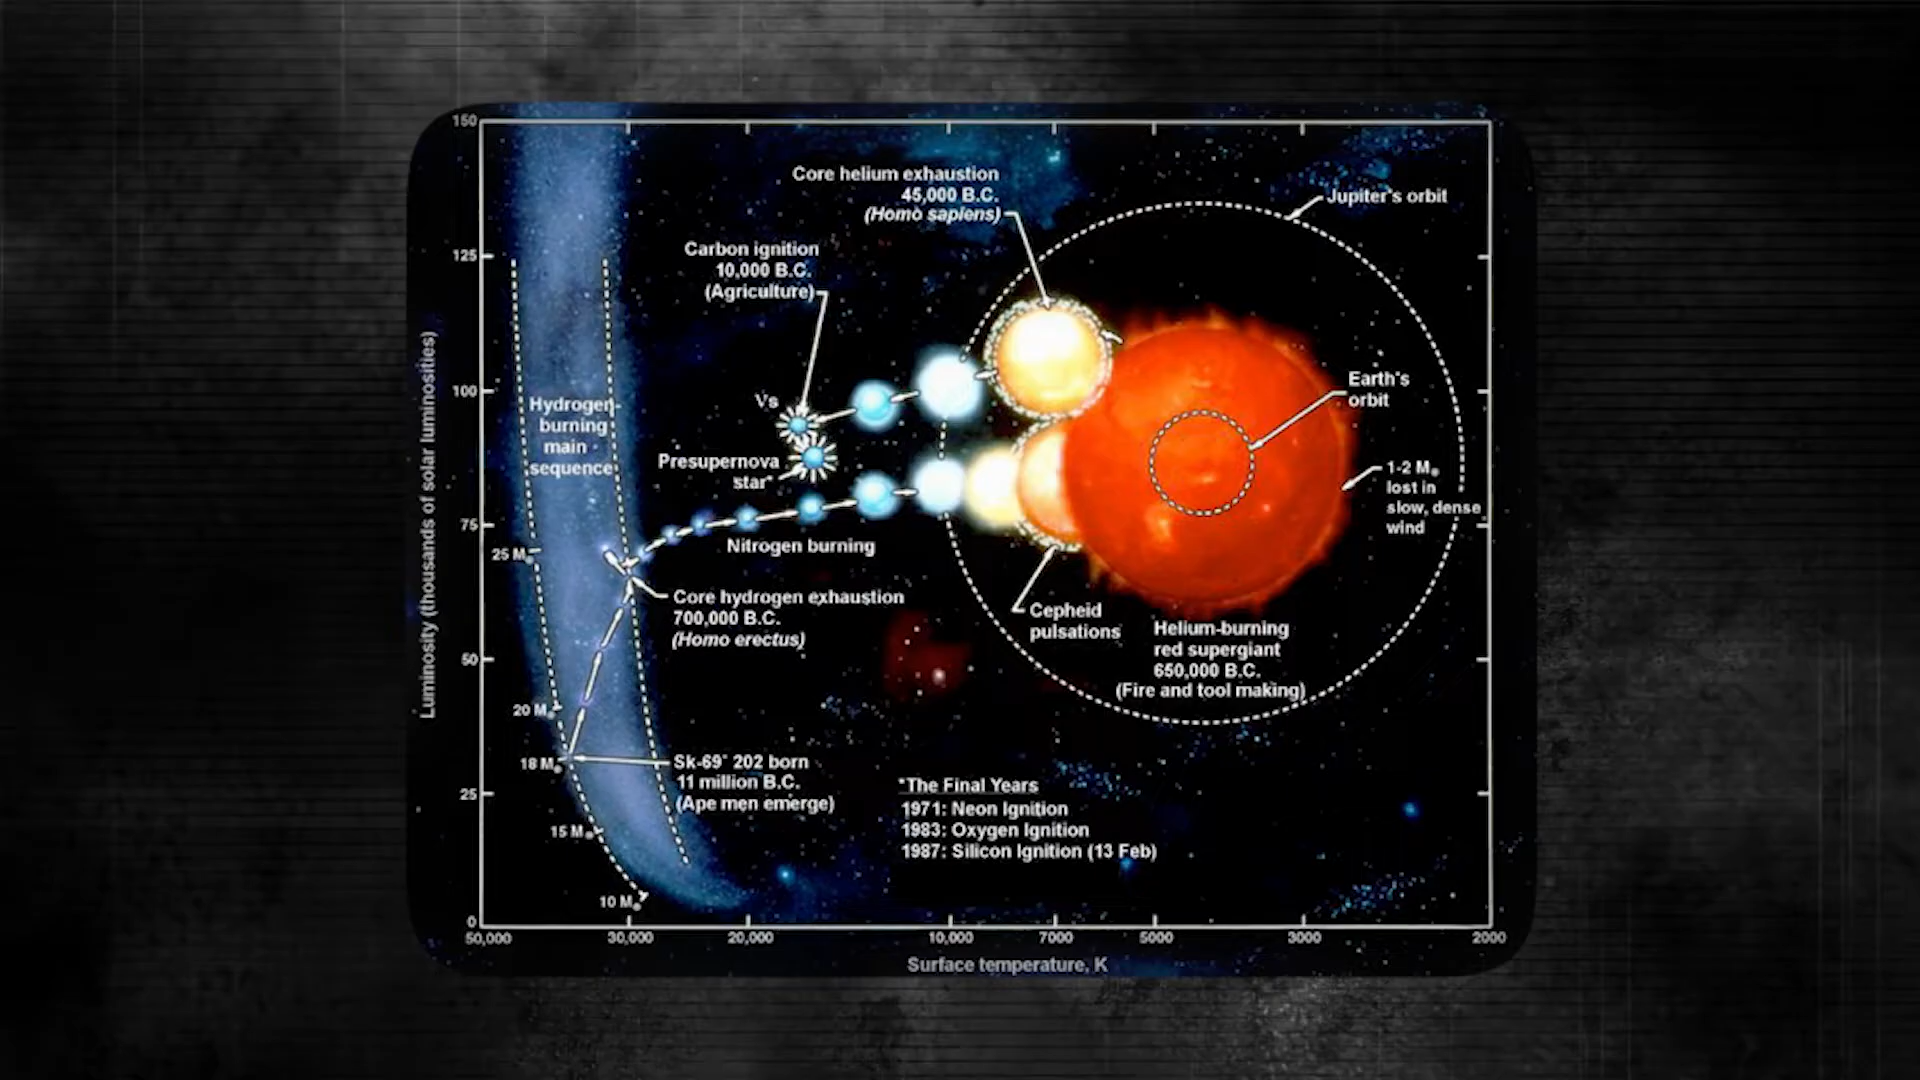 150
Core helium exhaustion
45,000 B.C.
(Homo sapiens)
Jupiter's orbit
Carbon ignition
10,000 B.C.
(Agriculture)
125
Earth's
orbit
100
Vs
Hydrogen-
burning
main
sequence
Presupernova
star*
1-2 M⊙
lost in
slow, dense
wind
75
Nitrogen burning
25 M⊙
Core hydrogen exhaustion
700,000 B.C.
(Homo erectus)
Cepheid
pulsations
Helium-burning
red supergiant
650,000 B.C.
(Fire and tool making)
50
20 M⊙
18 M⊙
Sk-69° 202 born
11 million B.C.
(Ape men emerge)
25
15 M⊙
10 M⊙
*The Final Years
1971: Neon Ignition
1983: Oxygen Ignition
1987: Silicon Ignition (13 Feb)
0
50,000 30,000 20,000 10,000 7000 5000 3000 2000
Surface temperature, K
Luminosity (thousands of solar luminosities)